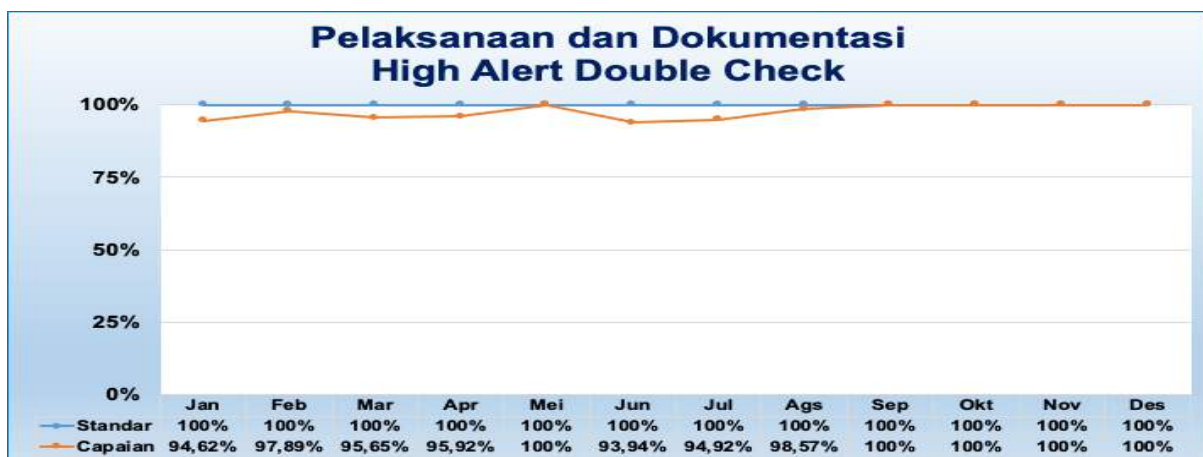 Pelaksanaan dan Dokumentasi
High Alert Double Check
100%
75%
50%
25%
0%
Jan Feb Mar Apr Mei Jun Jul Ags Sep Okt Nov Des
Standar 100% 100% 100% 100% 100% 100% 100% 100% 100% 100% 100% 100%
Capaian 94,62% 97,89% 95,65% 95,92% 100% 93,94% 94,92% 98,57% 100% 100% 100% 100%